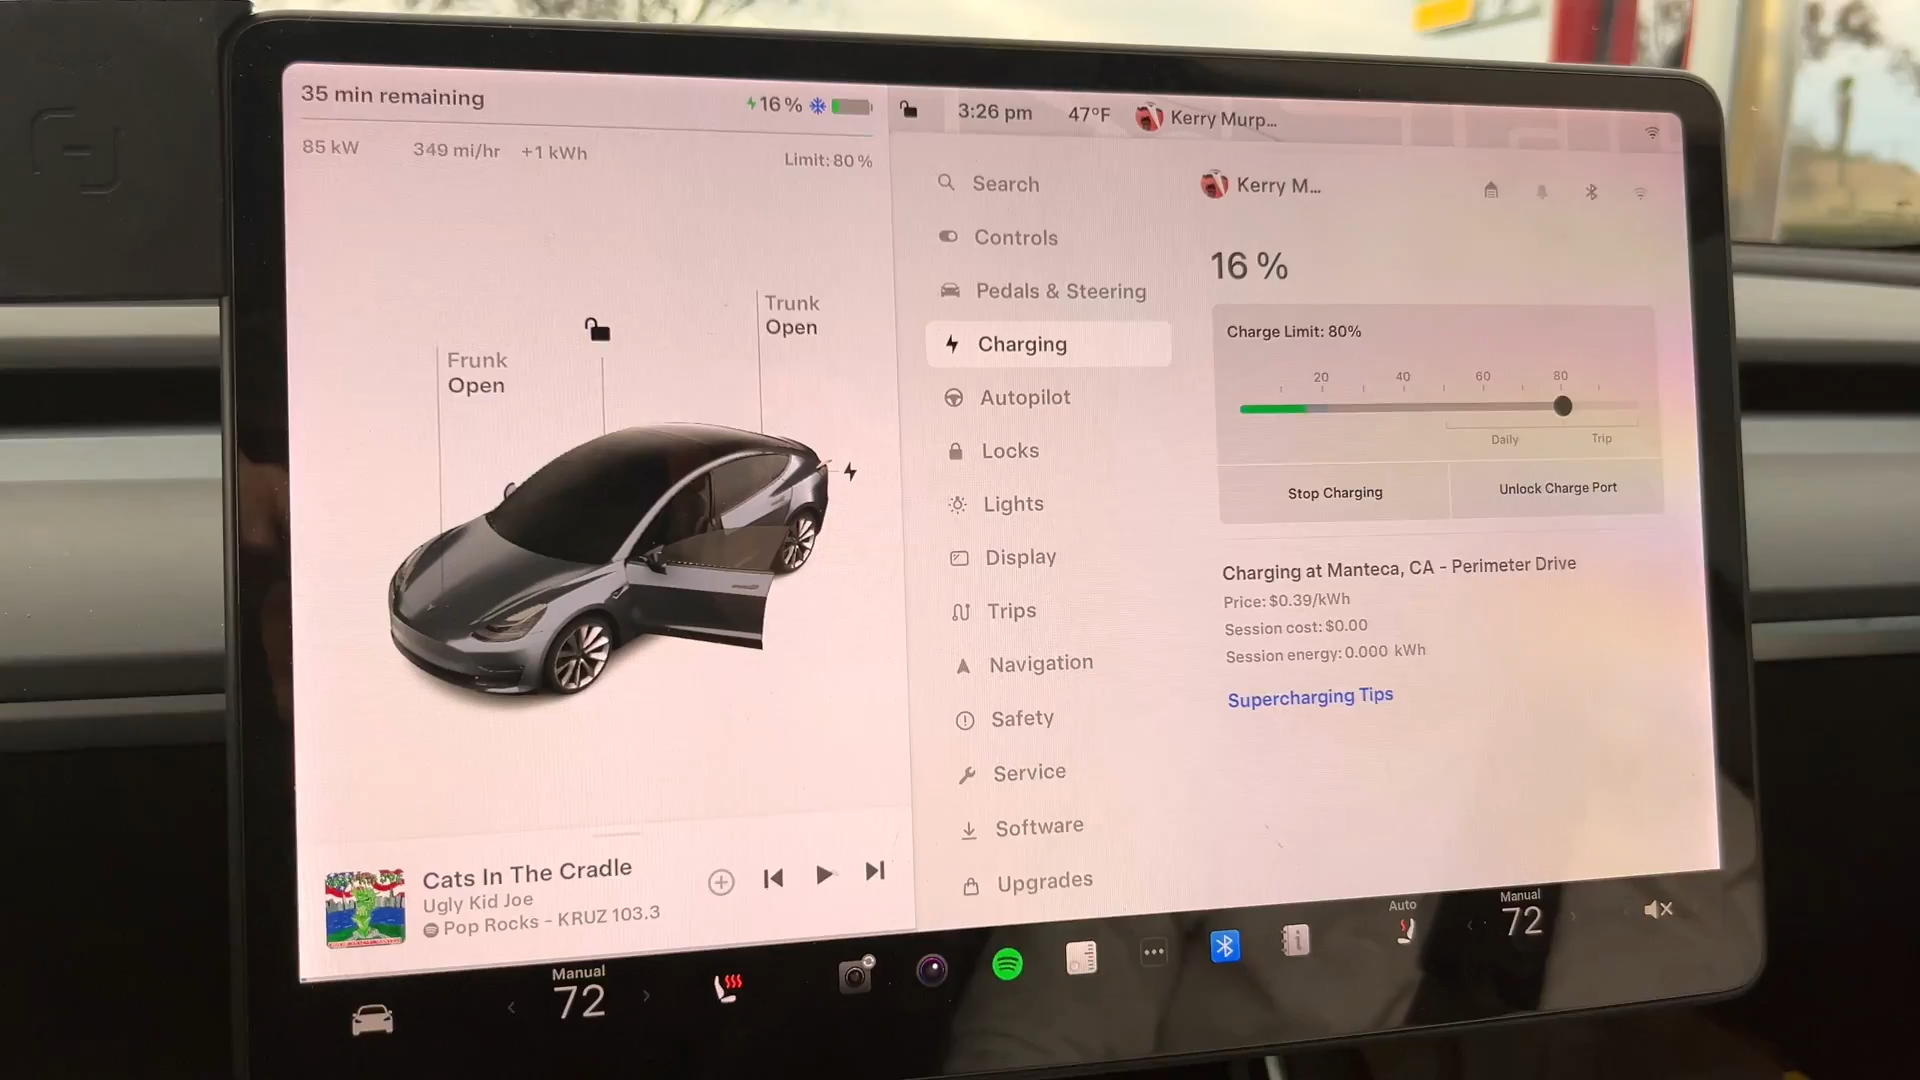 35 min remaining
16 %
85 kW 349 mi/hr +1 kWh
Limit: 80 %
Frunk
Open
Trunk
Open
Cats In The Cradle
Ugly Kid Joe
Pop Rocks - KRUZ 103.3
3:26 pm 47°F Kerry Murp...
Search
Controls
Pedals & Steering
Charging
Autopilot
Locks
Lights
Display
Trips
Navigation
Safety
Service
Software
Upgrades
Kerry M...
16 %
Charge Limit: 80%
20 40 60 80
Daily Trip
Stop Charging
Unlock Charge Port
Charging at Manteca, CA - Perimeter Drive
Price: $0.39/kWh
Session cost: $0.00
Session energy: 0.000 kWh
Supercharging Tips
Manual
72
Auto
Manual
72